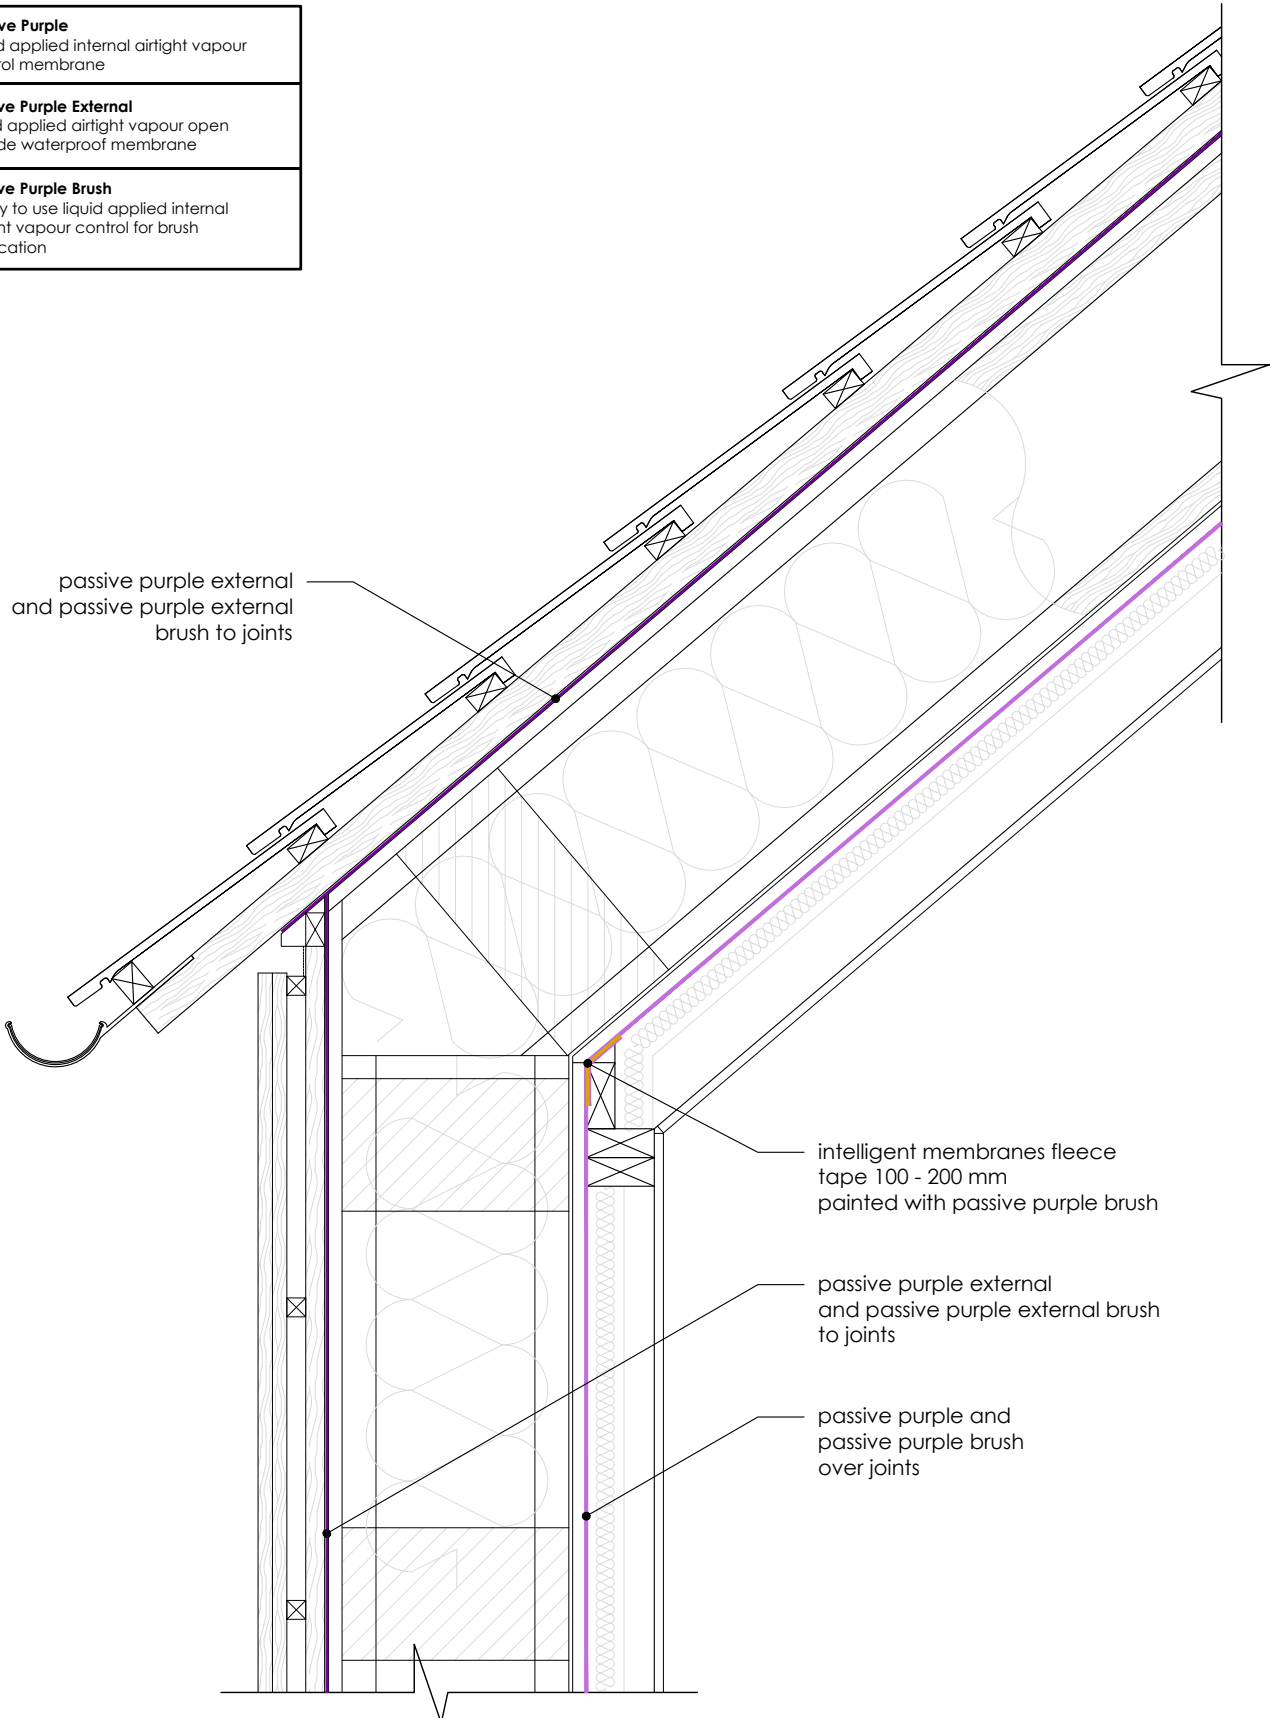 ve Purple
d applied internal airtight vapour
rol membrane
ve Purple External
d applied airtight vapour open
de waterproof membrane
ve Purple Brush
y to use liquid applied internal
ht vapour control for brush
cation
passive purple external
and passive purple external
brush to joints
intelligent membranes fleece
tape 100 - 200 mm
painted with passive purple brush
passive purple external
and passive purple external brush
to joints
passive purple and
passive purple brush
over joints